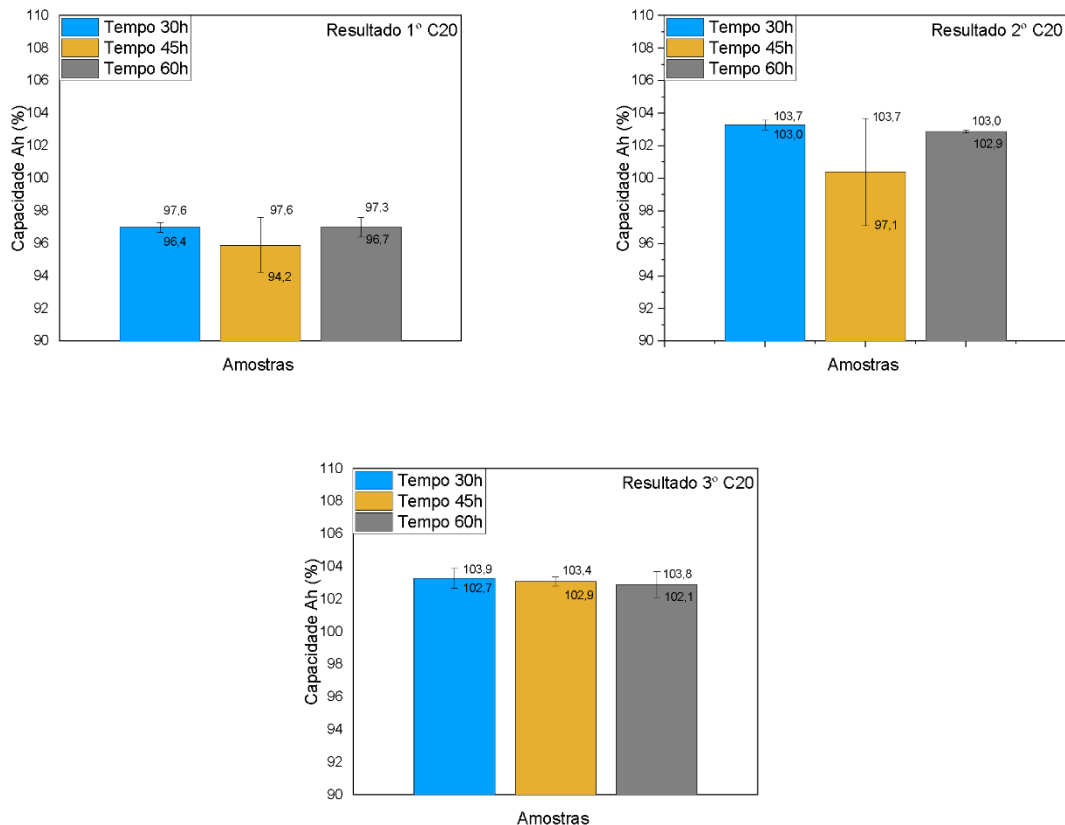 Resultado 1° C20
Tempo 30h
Tempo 45h
Tempo 60h
Capacidade Ah (%)
110
108
106
104
102
100
98
96
94
92
90
97,6
96,4
97,6
94,2
97,3
96,7
Amostras
Resultado 2° C20
Tempo 30h
Tempo 45h
Tempo 60h
Capacidade Ah (%)
110
108
106
104
102
100
98
96
94
92
90
103,7
103,0
103,7
97,1
103,0
102,9
Amostras
Resultado 3° C20
Tempo 30h
Tempo 45h
Tempo 60h
Capacidade Ah (%)
110
108
106
104
102
100
98
96
94
92
90
103,9
102,7
103,4
102,9
103,8
102,1
Amostras